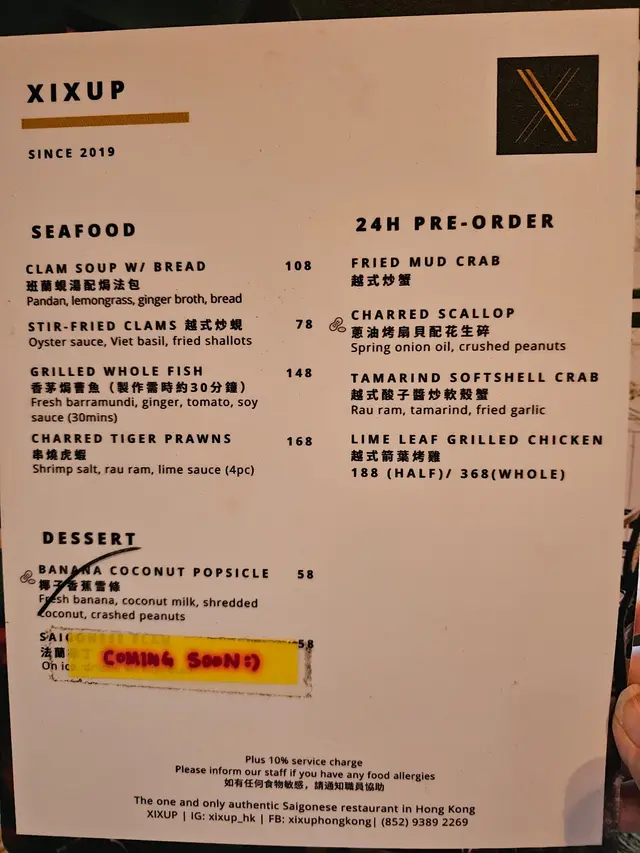 XIXUP
SINCE 2019
SEAFOOD
CLAM SOUP W/ BREAD 108
班蘭蜆湯配焗法包
Pandan, lemongrass, ginger broth, bread
STIR-FRIED CLAMS 越式炒蜆 78
Oyster sauce, Viet basil, fried shallots
GRILLED WHOLE FISH 148
香茅焗曹魚（製作需時約30分鐘）
Fresh barramundi, ginger, tomato, soy
sauce (30mins)
CHARRED TIGER PRAWNS 168
串燒虎蝦
Shrimp salt, rau ram, lime sauce (4pc)
24H PRE-ORDER
FRIED MUD CRAB
越式炒蟹
CHARRED SCALLOP
蔥油烤扇貝配花生碎
Spring onion oil, crushed peanuts
TAMARIND SOFTSHELL CRAB
越式酸子醬炒軟殼蟹
Rau ram, tamarind, fried garlic
LIME LEAF GRILLED CHICKEN
越式箭葉烤雞
188 (HALF)/ 368(WHOLE)
DESSERT
BANANA COCONUT POPSICLE 58
椰子香蕉雪條
Fresh banana, coconut milk, shredded
coconut, crashed peanuts
58
法蘭
COMING SOON:)
Plus 10% service charge
Please inform our staff if you have any food allergies
如有任何食物敏感，請通知職員協助
The one and only authentic Saigonese restaurant in Hong Kong
XIXUP | IG: xixup_hk | FB: xixuphongkong| (852) 9389 2269